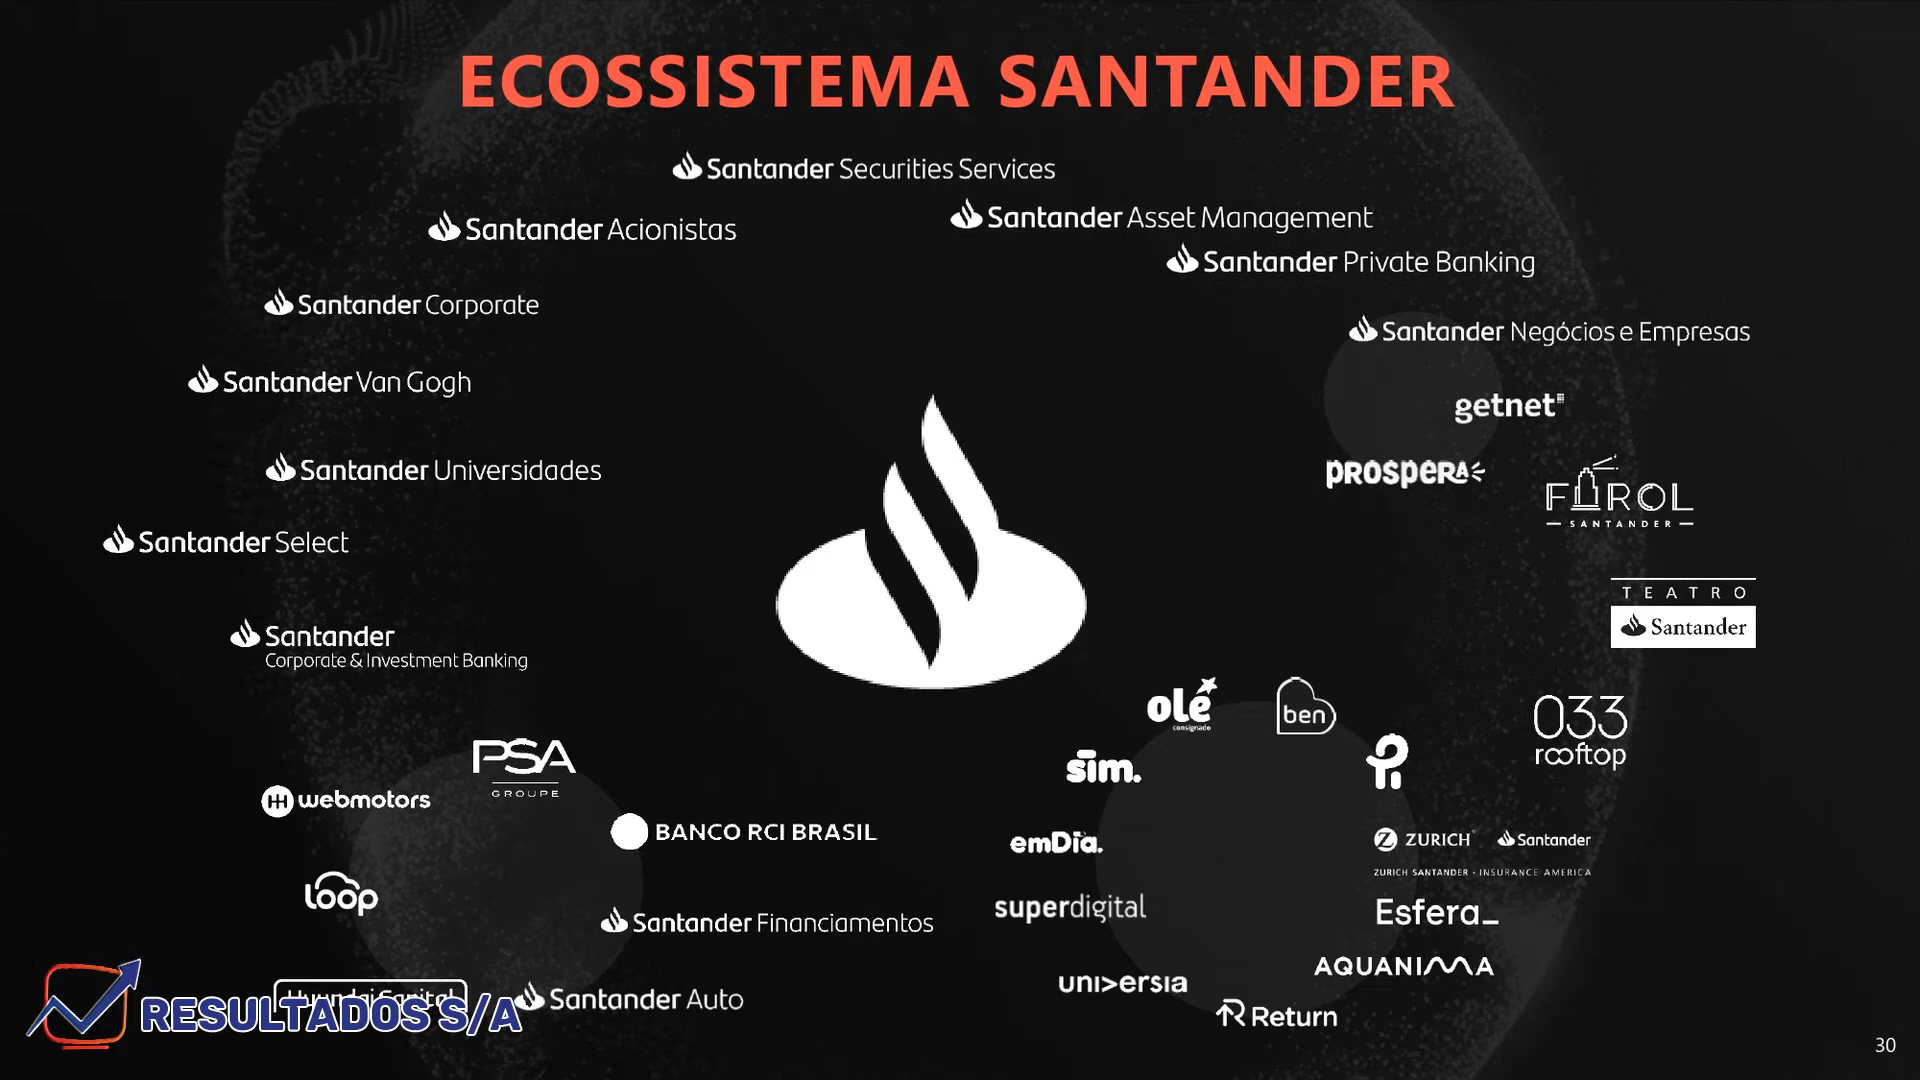 ECOSSISTEMA SANTANDER
Santander Securities Services
Santander Asset Management
Santander Acionistas
Santander Private Banking
Santander Corporate
Santander Negócios e Empresas
Santander Van Gogh
getnet
Santander Universidades
PROSPERA
FAROL
SANTANDER
Santander Select
TEATRO
Santander
Santander
Corporate & Investment Banking
olé
consignado
ben
033
rooftop
PSA
GROUPE
sim.
webmotors
BANCO RCI BRASIL
emDia.
ZURICH Santander
ZURICH SANTANDER - INSURANCE AMERICA
loop
superdigital
Esfera_
Santander Financiamentos
AQUANIMA
universia
Hyundai Capital
Santander Auto
RESULTADOS S/A
Return
30